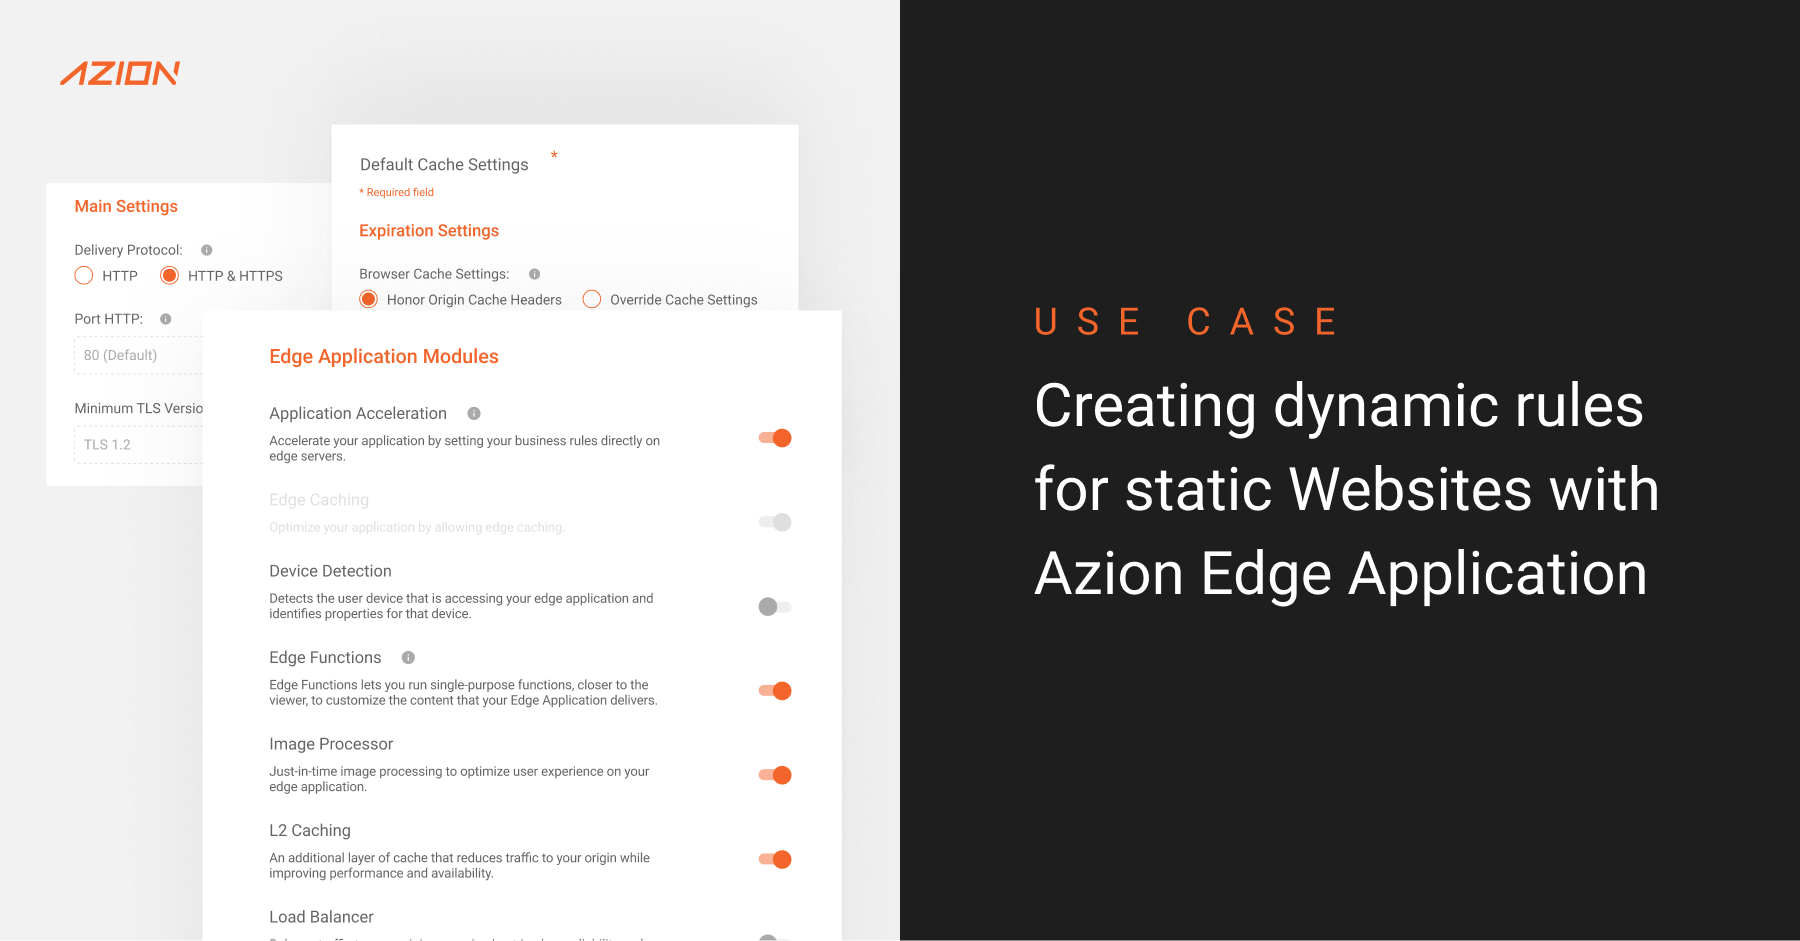 AZION
Default Cache Settings *
* Required field
Expiration Settings
Browser Cache Settings:
Honor Origin Cache Headers Override Cache Settings
Main Settings
Delivery Protocol:
HTTP HTTP & HTTPS
Port HTTP:
80 (Default)
Minimum TLS Versio
TLS 1.2
Edge Application Modules
Application Acceleration
Accelerate your application by setting your business rules directly on
edge servers.
Edge Caching
Optimize your application by allowing edge caching.
Device Detection
Detects the user device that is accessing your edge application and
identifies properties for that device.
Edge Functions
Edge Functions lets you run single-purpose functions, closer to the
viewer, to customize the content that your Edge Application delivers.
Image Processor
Just-in-time image processing to optimize user experience on your
edge application.
L2 Caching
An additional layer of cache that reduces traffic to your origin while
improving performance and availability.
Load Balancer
USE CASE
Creating dynamic rules
for static Websites with
Azion Edge Application